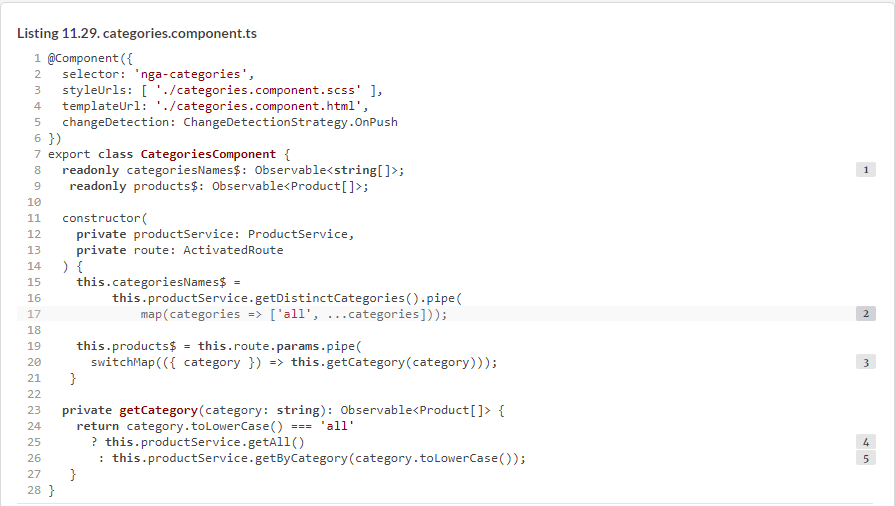 Listing 11.29. categories.component.ts
1 @Component({
2   selector: 'nga-categories',
3   styleUrls: [ './categories.component.scss' ],
4   templateUrl: './categories.component.html',
5   changeDetection: ChangeDetectionStrategy.OnPush
6 })
7 export class CategoriesComponent {
8   readonly categoriesNames$: Observable<string[]>; 1
9    readonly products$: Observable<Product[]>;
10
11   constructor(
12     private productService: ProductService,
13     private route: ActivatedRoute
14   ) {
15     this.categoriesNames$ =
16          this.productService.getDistinctCategories().pipe(
17              map(categories => ['all', ...categories])); 2
18
19     this.products$ = this.route.params.pipe(
20       switchMap(({ category }) => this.getCategory(category))); 3
21    }
22
23   private getCategory(category: string): Observable<Product[]> {
24     return category.toLowerCase() === 'all'
25       ? this.productService.getAll() 4
26        : this.productService.getByCategory(category.toLowerCase()); 5
27    }
28 }